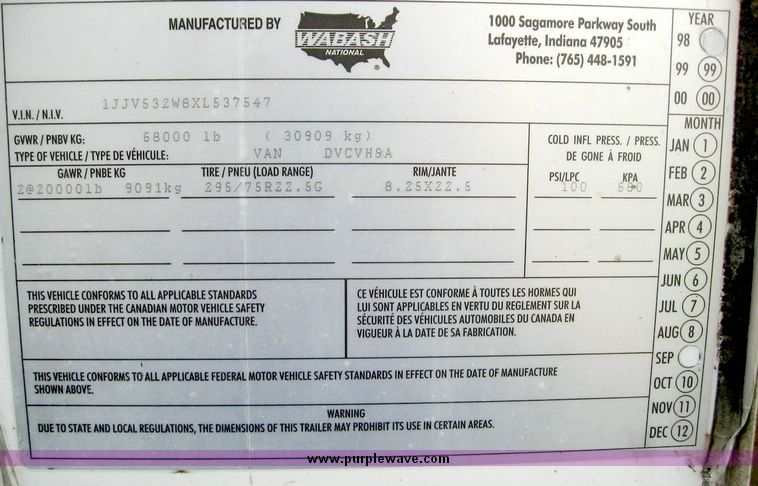 MANUFACTURED BY
WABASH
NATIONAL
®
1000 Sagamore Parkway South
Lafayette, Indiana 47905
Phone: (765) 448-1591
YEAR
98
99 99
00 00
V.I.N. / N.I.V. 1JJV532W8XL537547
GVWR / PNBV KG: 68000 lb ( 30909 kg)
TYPE OF VEHICLE / TYPE DE VÉHICULE: VAN DVCVHSA
COLD INFL PRESS. / PRESS.
DE GONE À FROID
GAWR / PNBE KG TIRE / PNEU (LOAD RANGE) RIM/JANTE PSI/LPC KPA
2@20000lb 9091kg 295/75R22.5G 8.25X22.5 100 680
MONTH
JAN 1
FEB 2
MAR 3
APR 4
MAY 5
JUN 6
JUL 7
AUG 8
SEP
OCT 10
NOV 11
DEC 12
THIS VEHICLE CONFORMS TO ALL APPLICABLE STANDARDS
PRESCRIBED UNDER THE CANADIAN MOTOR VEHICLE SAFETY
REGULATIONS IN EFFECT ON THE DATE OF MANUFACTURE.
CE VÉHICULE EST CONFORME À TOUTES LES HORMES QUI
LUI SONT APPLICABLES EN VERTU DU REGLEMENT SUR LA
SÉCURITÉ DES VÉHICULES AUTOMOBILES DU CANADA EN
VIGUEUR À LA DATE DE SA FABRICATION.
THIS VEHICLE CONFORMS TO ALL APPLICABLE FEDERAL MOTOR VEHICLE SAFETY STANDARDS IN EFFECT ON THE DATE OF MANUFACTURE
SHOWN ABOVE.
WARNING
DUE TO STATE AND LOCAL REGULATIONS, THE DIMENSIONS OF THIS TRAILER MAY PROHIBIT ITS USE IN CERTAIN AREAS.
www.purplewave.com